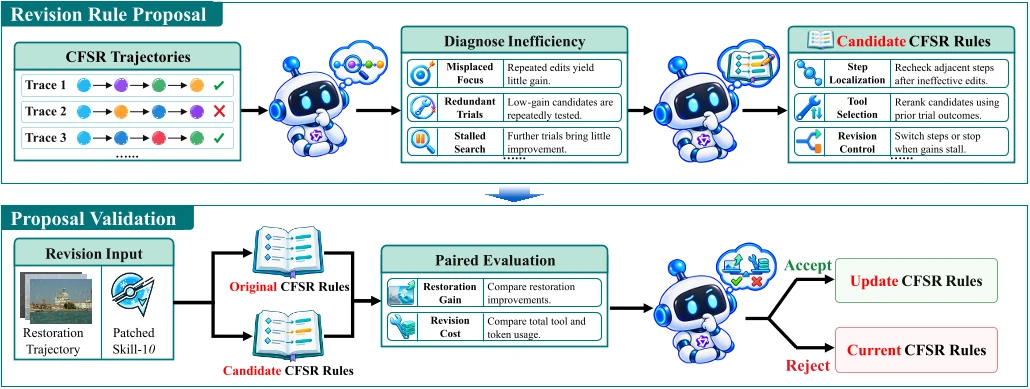 Revision Rule Proposal
CFSR Trajectories
Trace 1
Trace 2
Trace 3
......
Diagnose Inefficiency
Misplaced
Focus
Repeated edits yield
little gain.
Redundant
Trials
Low-gain candidates are
repeatedly tested.
Stalled
Search
Further trials bring little
improvement.
......
Candidate CFSR Rules
Step
Localization
Recheck adjacent steps
after ineffective edits.
Tool
Selection
Rerank candidates using
prior trial outcomes.
Revision
Control
Switch steps or stop
when gains stall.
......
Proposal Validation
Revision Input
Restoration
Trajectory
Patched
Skill-10
Original CFSR Rules
Candidate CFSR Rules
Paired Evaluation
Restoration
Gain
Compare restoration
improvements.
Revision
Cost
Compare total tool and
token usage.
Accept
Reject
Update CFSR Rules
Current CFSR Rules